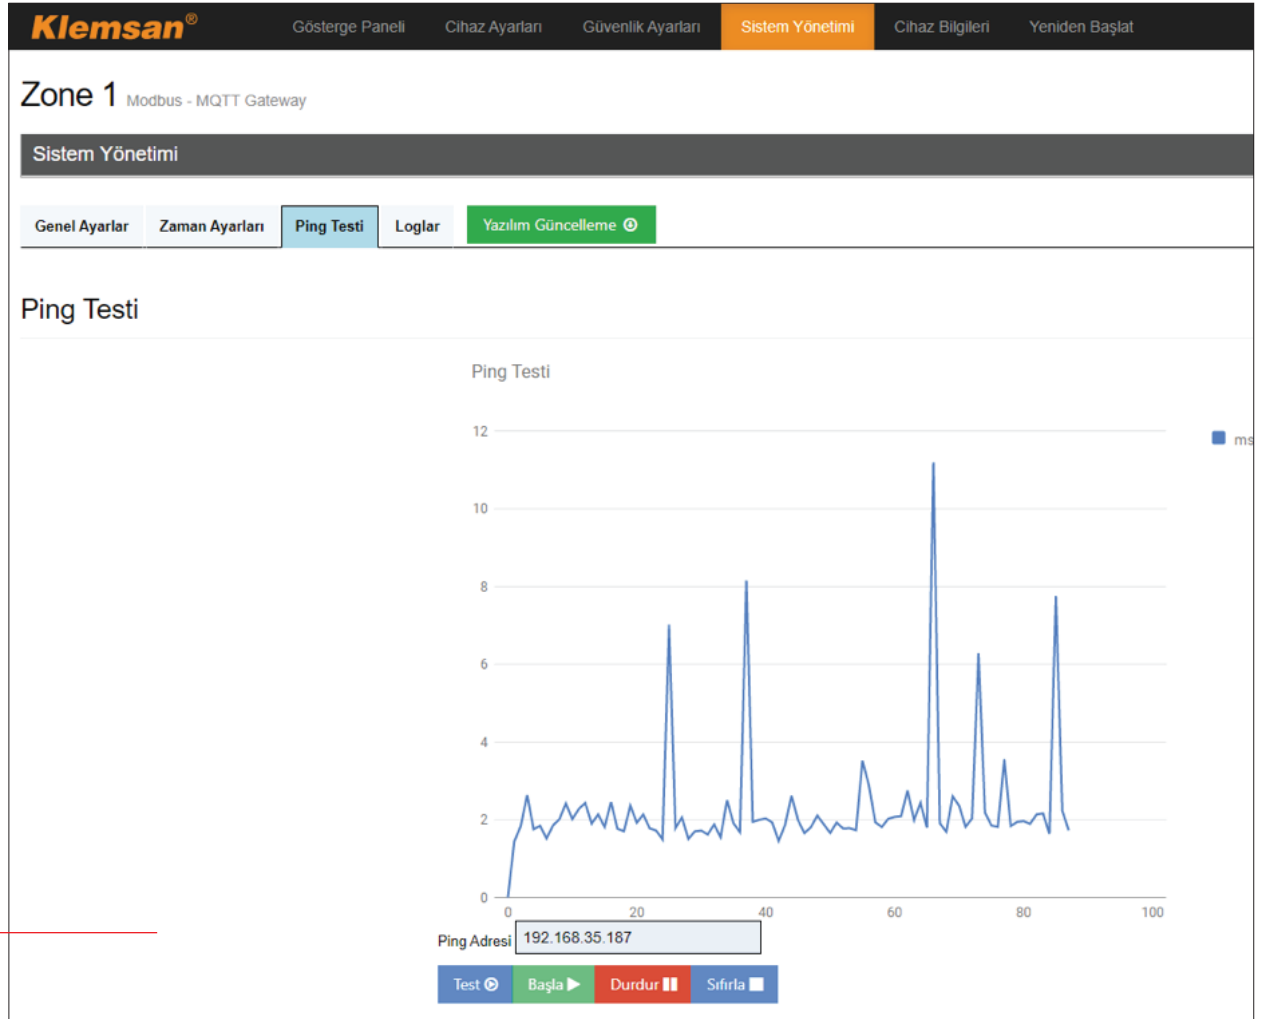 Klemsan®
Gösterge Paneli Cihaz Ayarları Güvenlik Ayarları Sistem Yönetimi Cihaz Bilgileri Yeniden Başlat
Zone 1 Modbus - MQTT Gateway
Sistem Yönetimi
Genel Ayarlar Zaman Ayarları Ping Testi Loglar Yazılım Güncelleme
Ping Testi
Ping Testi
12
ms
10
8
6
4
2
0
0 20 40 60 80 100
Ping Adresi 192.168.35.187
Test Başla Durdur Sıfırla